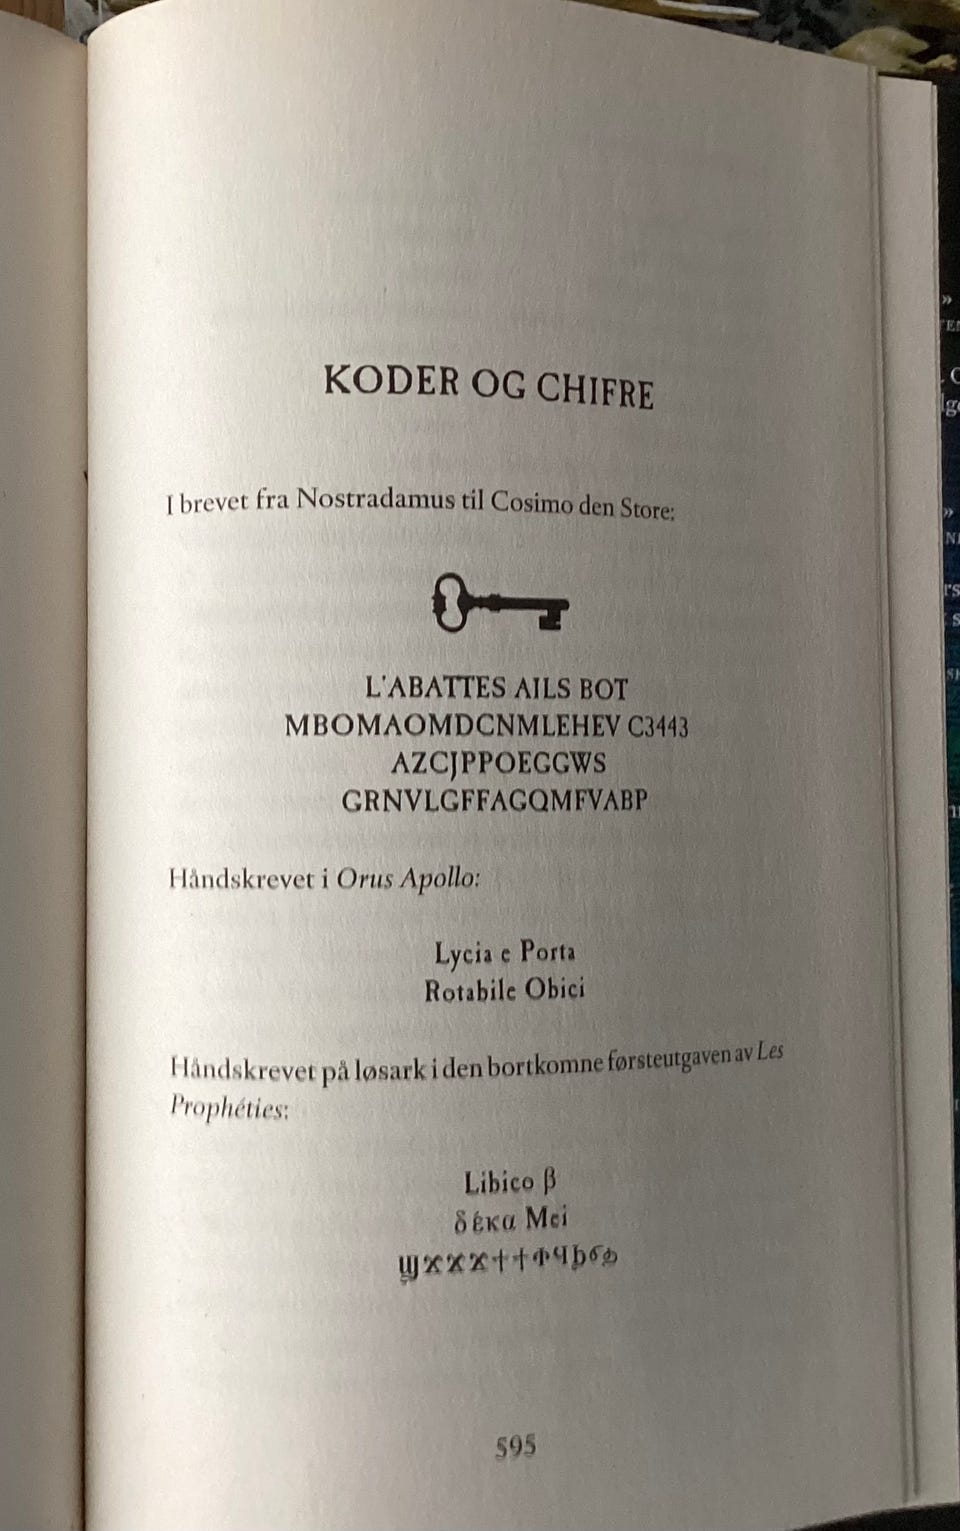 KODER OG CHIFRE
I brevet fra Nostradamus til Cosimo den Store:
L'ABATTES AILS BOT
MBOMAOMDCNMLEHEV C3443
AZCJPPOEGGWS
GRNVLGFFAGQMFVABP
Håndskrevet i Orus Apollo:
Lycia e Porta
Rotabile Obici
Håndskrevet på løsark i den bortkomne førsteutgaven av Les
Prophéties:
Libico β
δέκα Mei
595